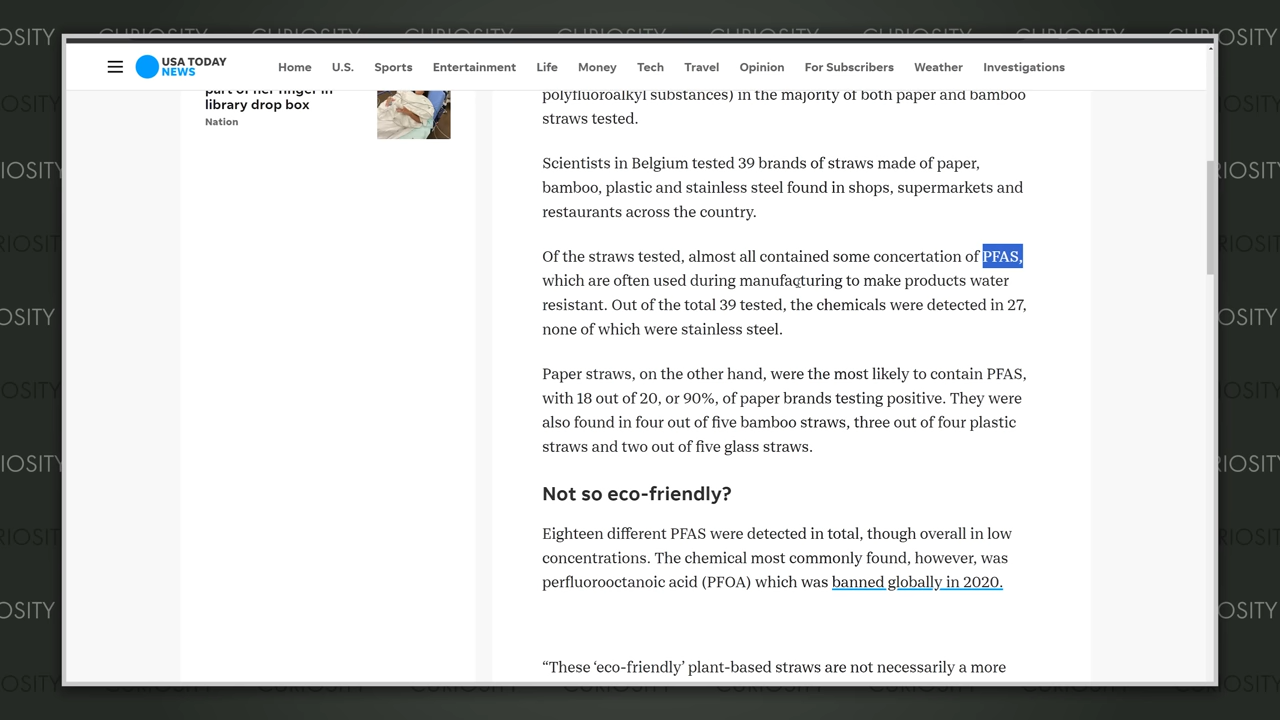 USA TODAY
NEWS
Home U.S. Sports Entertainment Life Money Tech Travel Opinion For Subscribers Weather Investigations
part of her finger in
library drop box
Nation
polyfluoroalkyl substances) in the majority of both paper and bamboo
straws tested.
Scientists in Belgium tested 39 brands of straws made of paper,
bamboo, plastic and stainless steel found in shops, supermarkets and
restaurants across the country.
Of the straws tested, almost all contained some concertation of PFAS,
which are often used during manufacturing to make products water
resistant. Out of the total 39 tested, the chemicals were detected in 27,
none of which were stainless steel.
Paper straws, on the other hand, were the most likely to contain PFAS,
with 18 out of 20, or 90%, of paper brands testing positive. They were
also found in four out of five bamboo straws, three out of four plastic
straws and two out of five glass straws.
Not so eco-friendly?
Eighteen different PFAS were detected in total, though overall in low
concentrations. The chemical most commonly found, however, was
perfluorooctanoic acid (PFOA) which was banned globally in 2020.
“These ‘eco-friendly’ plant-based straws are not necessarily a more